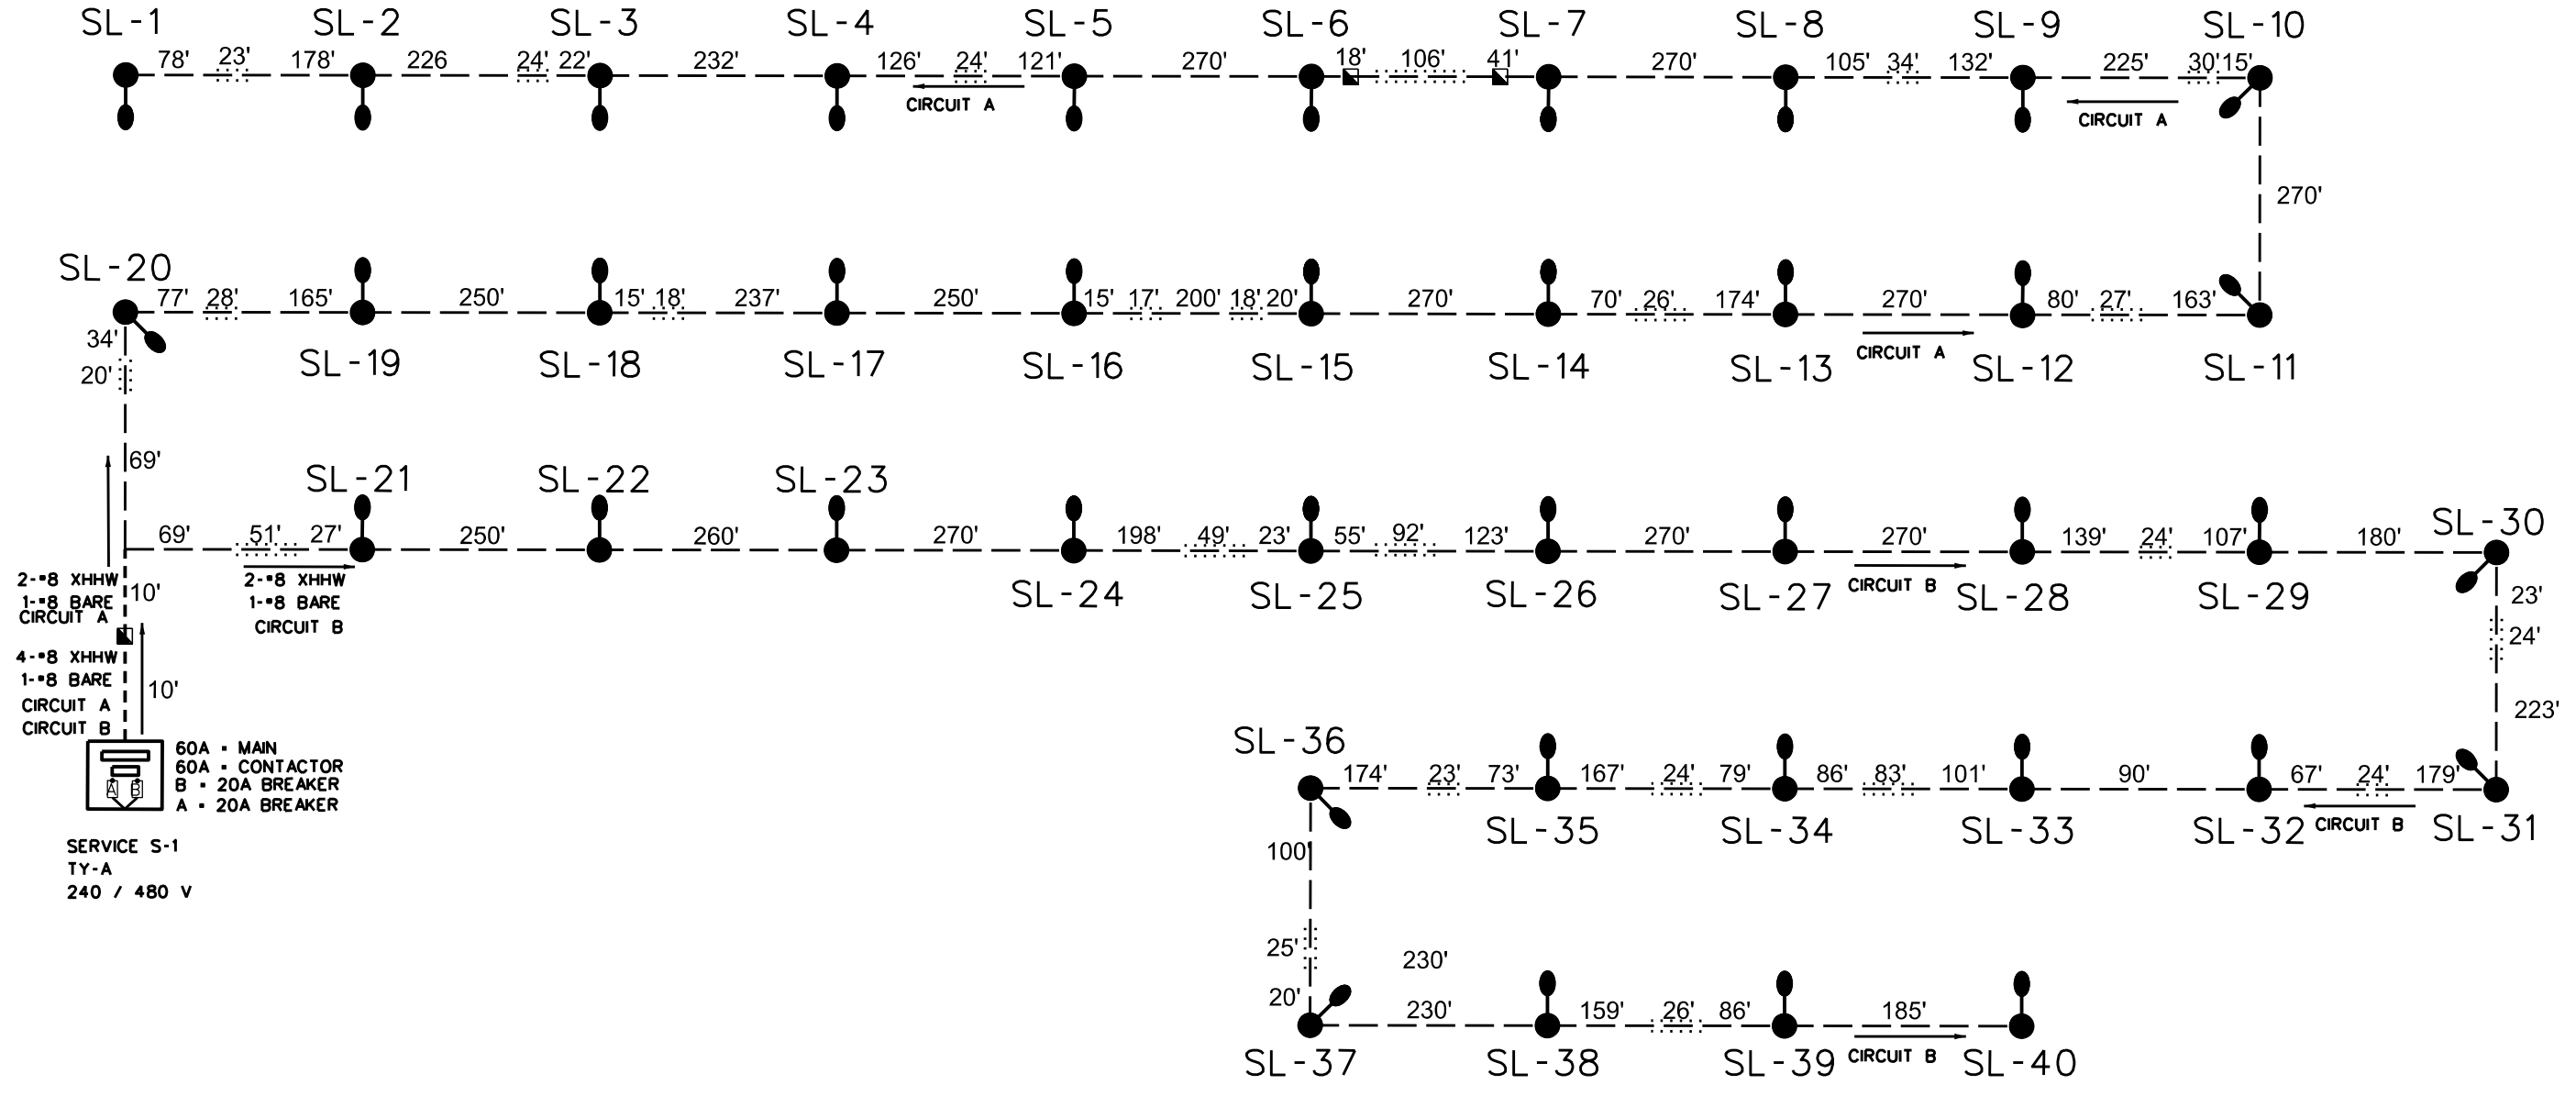 SL-1 SL-2 SL-3 SL-4 SL-5 SL-6 SL-7 SL-8 SL-9 SL-10
78' 23' 178' 226 24' 22' 232' 126' 24' 121' 270' 18' 106' 41' 270' 105' 34' 132' 225' 30' 15'
CIRCUIT A
CIRCUIT A
270'
SL-20
77' 28' 165' 250' 15' 18' 237' 250' 15' 17' 200' 18' 20' 270' 70' 26' 174' 270' 80' 27' 163'
34'
CIRCUIT A
SL-19 SL-18 SL-17 SL-16 SL-15 SL-14 SL-13 SL-12 SL-11
20'
69'
SL-21 SL-22 SL-23
SL-30
69' 51' 27' 250' 260' 270' 198' 49' 23' 55' 92' 123' 270' 270' 139' 24' 107' 180'
2-#8 XHHW
1-#8 BARE
CIRCUIT A
10'
2-#8 XHHW
1-#8 BARE
CIRCUIT B
CIRCUIT B
SL-24 SL-25 SL-26 SL-27 SL-28 SL-29
23'
24'
223'
4-#8 XHHW
1-#8 BARE
CIRCUIT A
CIRCUIT B
10'
60A = MAIN
60A = CONTACTOR
B = 20A BREAKER
A = 20A BREAKER
A B
SERVICE S-1
TY-A
240 / 480 V
SL-36
174' 23' 73' 167' 24' 79' 86' 83' 101' 90' 67' 24' 179'
CIRCUIT B
SL-35 SL-34 SL-33 SL-32 SL-31
100'
25'
230'
20'
230' 159' 26' 86' 185'
CIRCUIT B
SL-37 SL-38 SL-39 SL-40